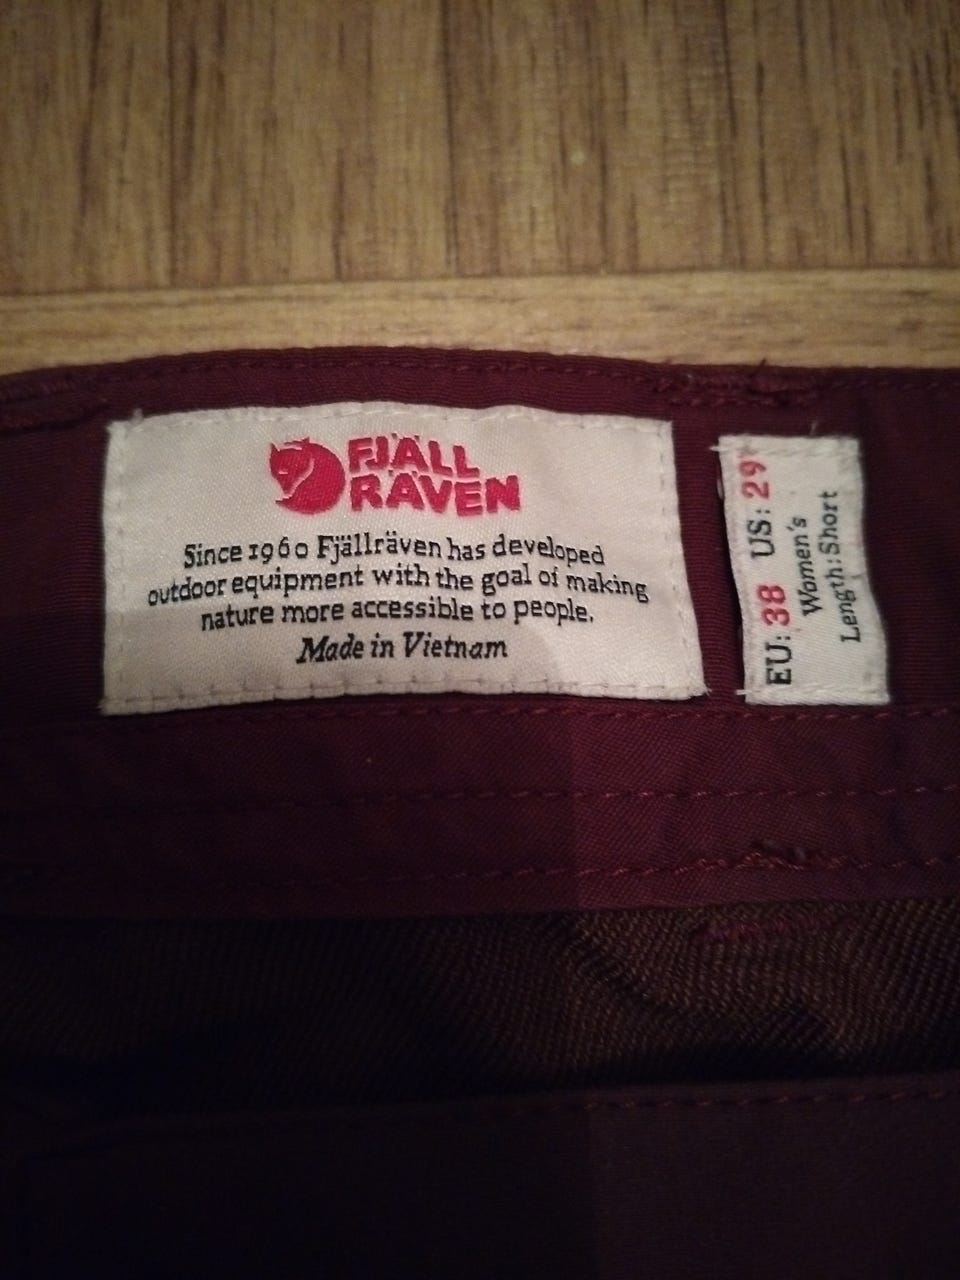 FJÄLL
RÄVEN
Since 1960 Fjällräven has developed
outdoor equipment with the goal of making
nature more accessible to people.
Made in Vietnam
EU: 38 US: 29"
Women's
Length: Short